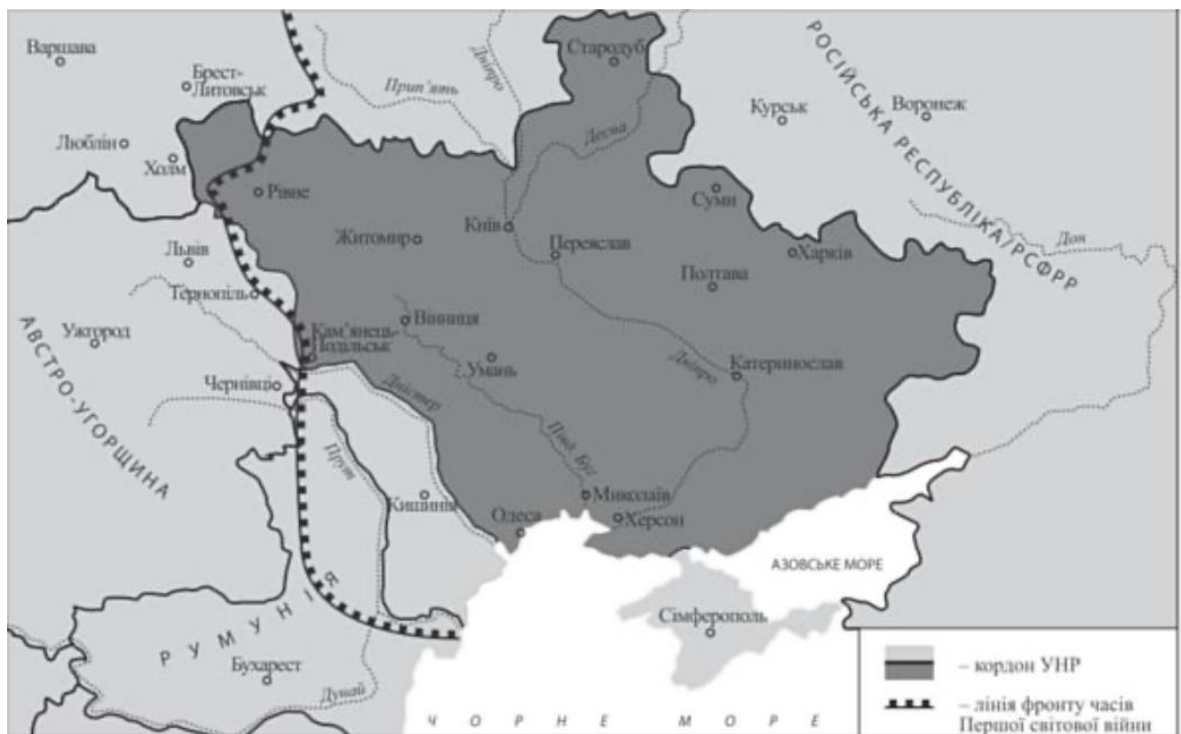 Варшава
Брест-
Литовськ
Люблін
Холм
Рівне
Прип'ять
Дніпро
Стародуб
Десна
Курськ
Воронеж
РОСІЙСЬКА РЕСПУБЛІКА/РСФРР
Дон
Суми
Харків
Київ
Переяслав
Житомир
Полтава
Львів
Тернопіль
Ужгород
АВСТРО-УГОРЩИНА
Чернівці
Кам'янець-
Подільськ
Вінниця
Умань
Дністер
Дніпро
Катеринослав
Півд. Буг
Прут
Кишинів
Миколаїв
Херсон
Одеса
АЗОВСЬКЕ МОРЕ
Сімферополь
РУМУНІЯ
Бухарест
Дунай
ЧОРНЕ МОРЕ
– кордон УНР
– лінія фронту часів
Першої світової війни